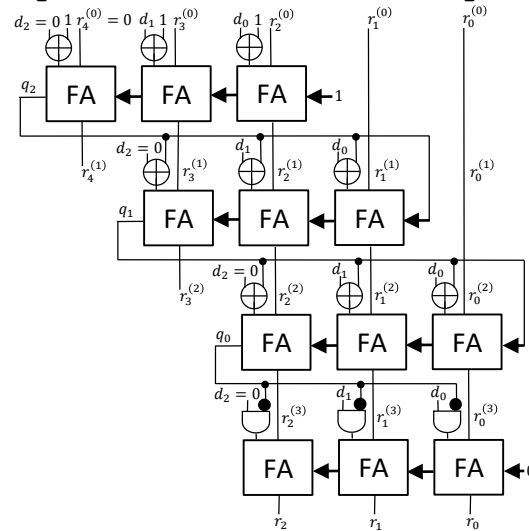 d₂ = 0 1 r₄⁽⁰⁾ = 0 d₁ 1 r₃⁽⁰⁾ d₀ 1 r₂⁽⁰⁾ r₁⁽⁰⁾ r₀⁽⁰⁾
q₂ FA FA FA 1
d₂ = 0 d₁ d₀
r₄⁽¹⁾ r₃⁽¹⁾ r₂⁽¹⁾ r₁⁽¹⁾ r₀⁽¹⁾
q₁ FA FA FA
d₂ = 0 d₁ d₀
r₃⁽²⁾ r₂⁽²⁾ r₁⁽²⁾ r₀⁽²⁾
q₀ FA FA FA
d₂ = 0 d₁ d₀
r₂⁽³⁾ r₁⁽³⁾ r₀⁽³⁾
FA FA FA
r₂ r₁ r₀